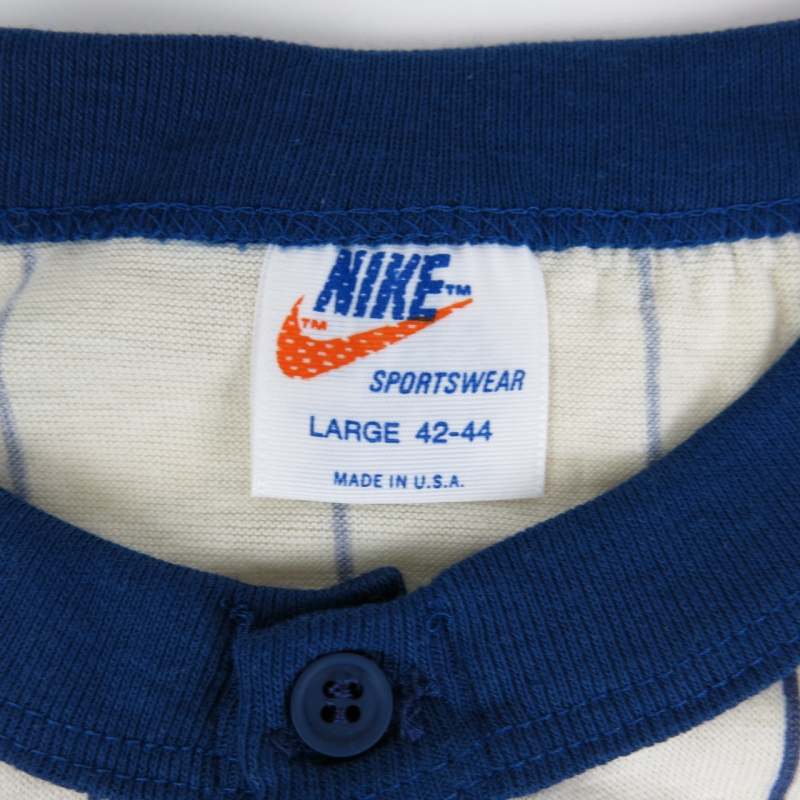 NIKE™
™
SPORTSWEAR
LARGE 42-44
MADE IN U.S.A.